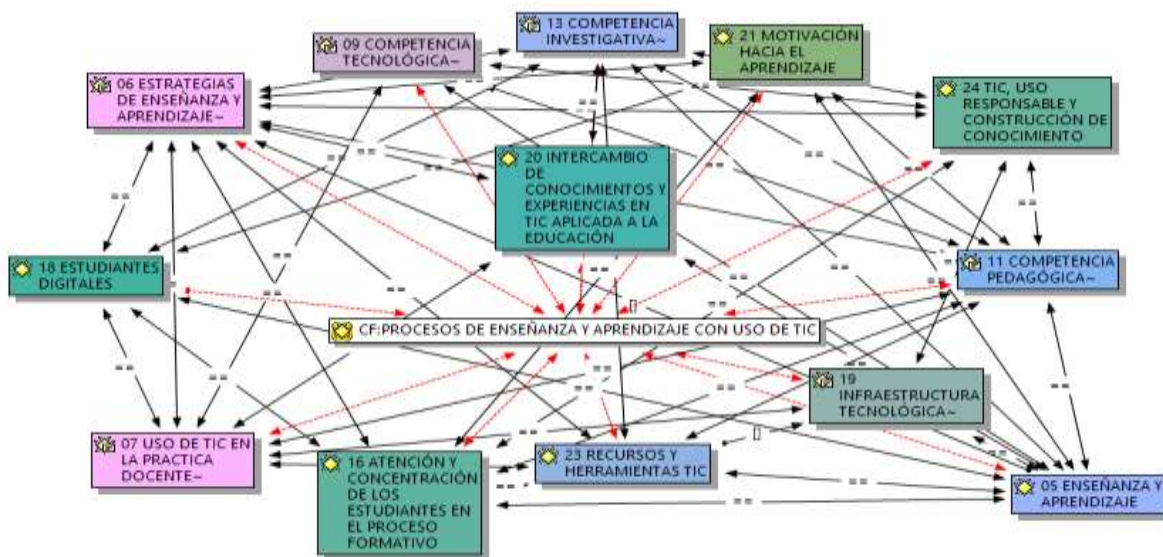 13 COMPETENCIA
INVESTIGATIVA~
09 COMPETENCIA
TECNOLÓGICA~
21 MOTIVACIÓN
HACIA EL
APRENDIZAJE
06 ESTRATEGIAS
DE ENSEÑANZA Y
APRENDIZAJE~
24 TIC, USO
RESPONSABLE Y
CONSTRUCCIÓN DE
CONOCIMIENTO
20 INTERCAMBIO
DE
CONOCIMIENTOS Y
EXPERIENCIAS EN
TIC APLICADA A LA
EDUCACIÓN
18 ESTUDIANTES
DIGITALES
11 COMPETENCIA
PEDAGÓGICA~
CF:PROCESOS DE ENSEÑANZA Y APRENDIZAJE CON USO DE TIC
19
INFRAESTRUCTURA
TECNOLÓGICA~
07 USO DE TIC EN
LA PRACTICA
DOCENTE~
16 ATENCIÓN Y
CONCENTRACIÓN
DE LOS
ESTUDIANTES EN
EL PROCESO
FORMATIVO
23 RECURSOS Y
HERRAMIENTAS TIC
05 ENSEÑANZA Y
APRENDIZAJE